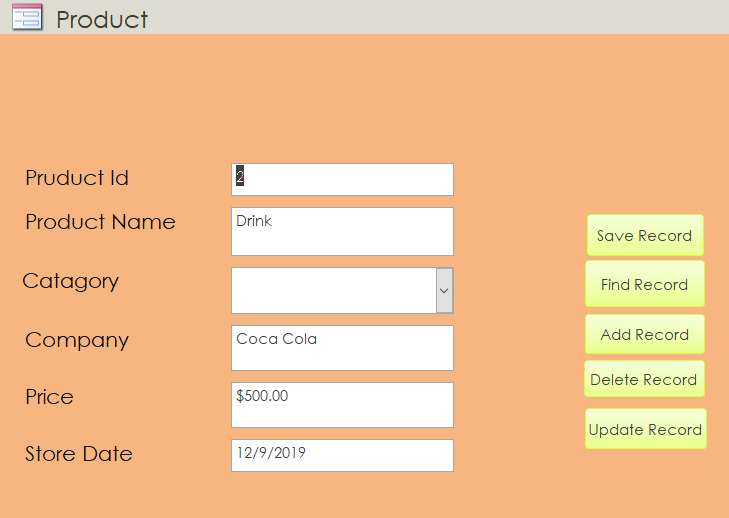 Product
Pruduct Id
2
Product Name
Drink
Save Record
Catagory
Find Record
Company
Coca Cola
Add Record
Price
$500.00
Delete Record
Store Date
12/9/2019
Update Record